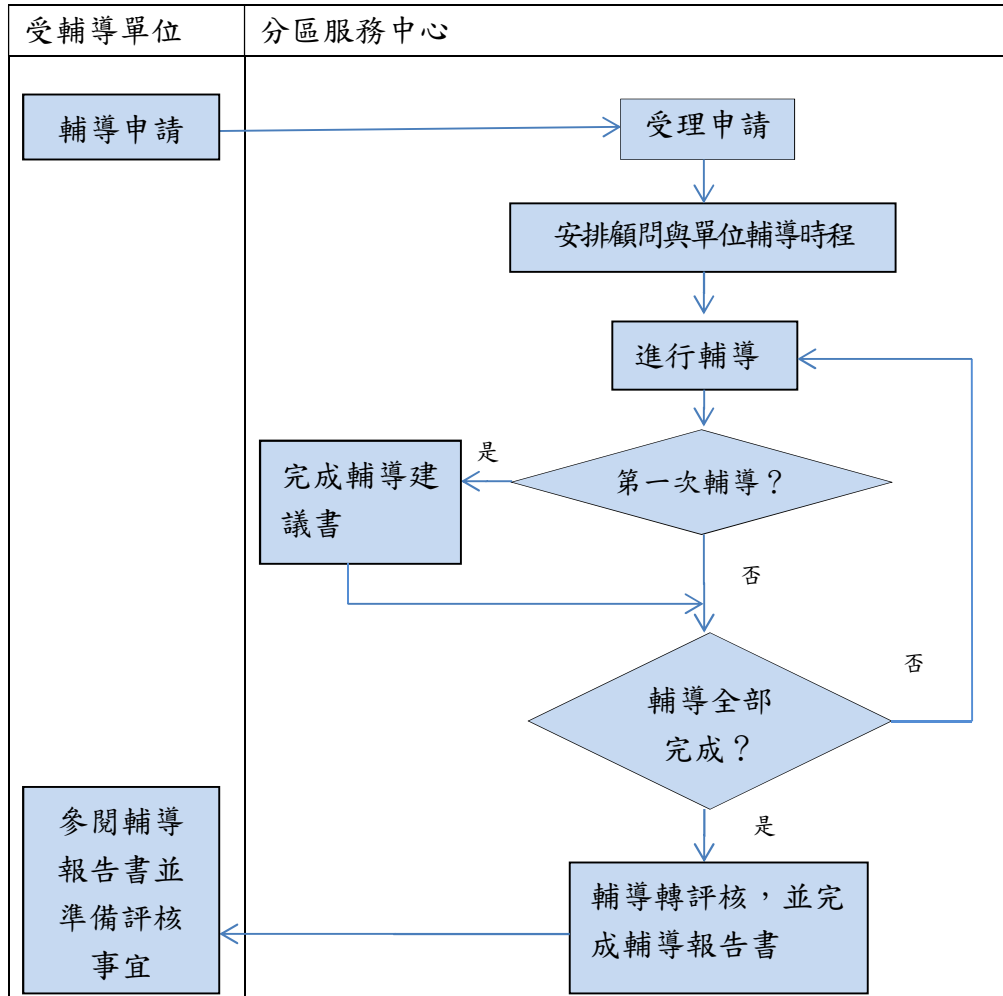 受輔導單位
分區服務中心
輔導申請
受理申請
安排顧問與單位輔導時程
進行輔導
是
第一次輔導？
完成輔導建
議書
否
否
輔導全部
完成？
是
參閱輔導
報告書並
準備評核
事宜
輔導轉評核，並完
成輔導報告書